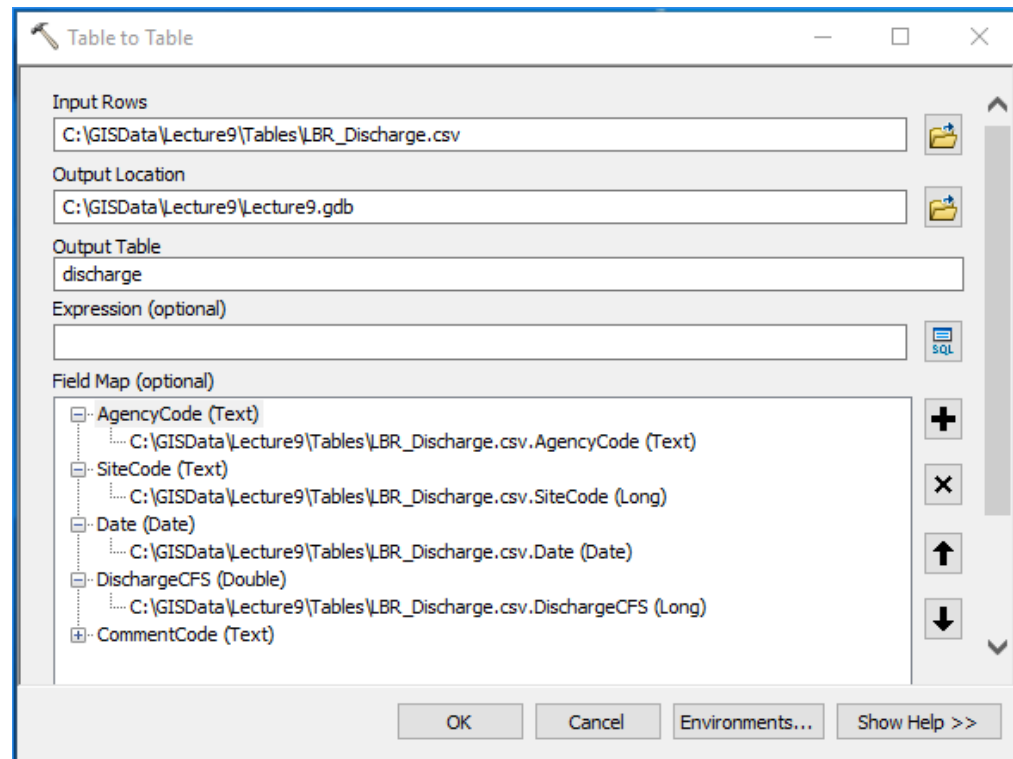 Table to Table
Input Rows
C:\GISData\Lecture9\Tables\LBR_Discharge.csv
Output Location
C:\GISData\Lecture9\Lecture9.gdb
Output Table
discharge
Expression (optional)
SQL
Field Map (optional)
AgencyCode (Text)
C:\GISData\Lecture9\Tables\LBR_Discharge.csv.AgencyCode (Text)
SiteCode (Text)
C:\GISData\Lecture9\Tables\LBR_Discharge.csv.SiteCode (Long)
Date (Date)
C:\GISData\Lecture9\Tables\LBR_Discharge.csv.Date (Date)
DischargeCFS (Double)
C:\GISData\Lecture9\Tables\LBR_Discharge.csv.DischargeCFS (Long)
CommentCode (Text)
OK Cancel Environments... Show Help >>